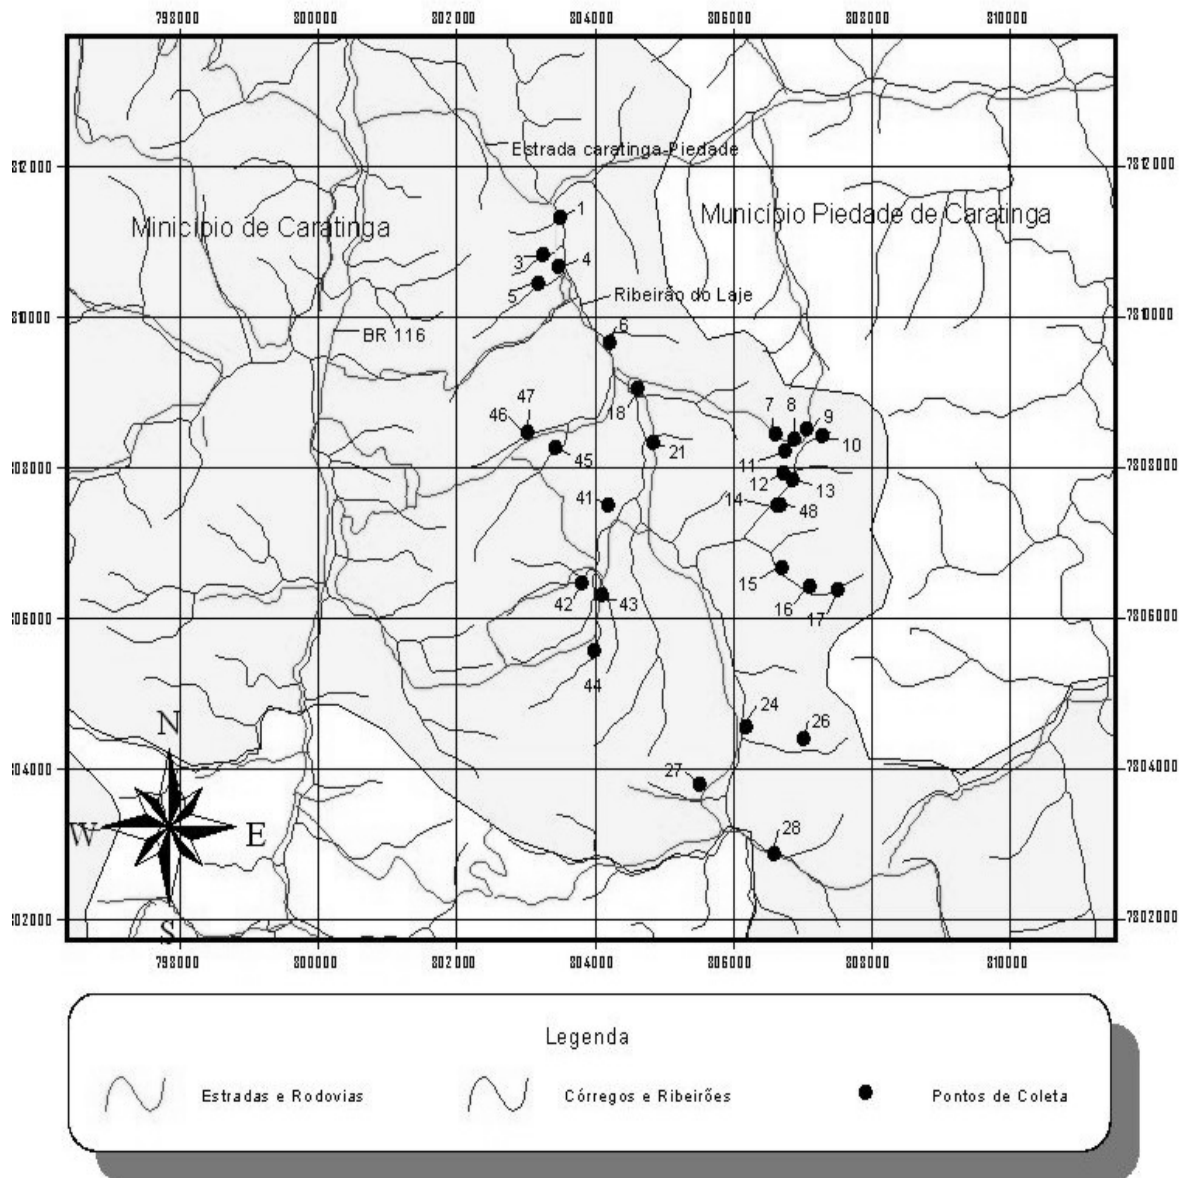 798000 800000 802000 804000 806000 808000 810000
Estrada caratinga-Piedade
7812000
Minicípio de Caratinga
1
Município Piedade de Caratinga
3 4
5
Ribeirão do Laje
7810000
BR 116
6
47
46
18
7 8 9
10
45
21
11
7808000
12 13
41
14 48
15
42 43
16
17
7806000
44
24 26
N
27
7804000
W E
28
S
7802000
798000 800000 802000 804000 806000 808000 810000
Legenda
Estradas e Rodovias
Córregos e Ribeirões
Pontos de Coleta